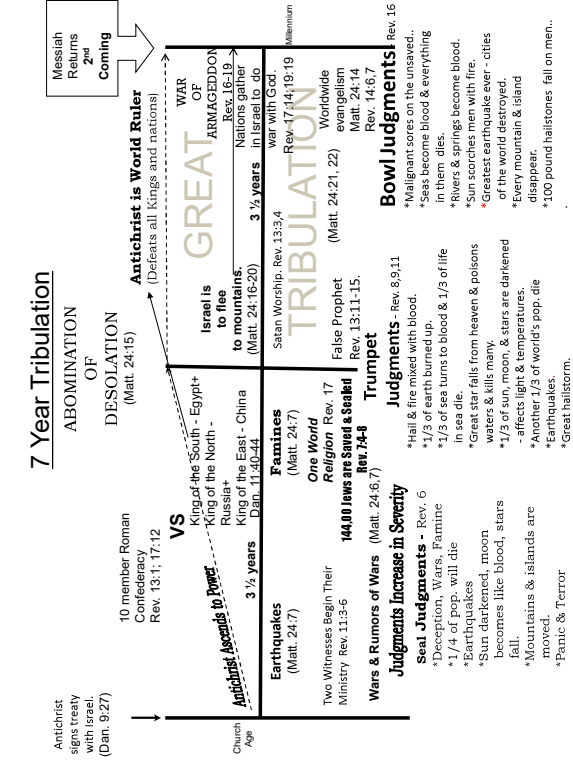 7 Year Tribulation
Antichrist
signs treaty
with Israel.
(Dan. 9:27)
10 member Roman
Confederacy
Rev. 13:1; 17:12
ABOMINATION
OF
DESOLATION
(Matt. 24:15)
Antichrist is World Ruler
(Defeats all Kings and nations)
Messiah
Returns
2nd
Coming
Church
Age
Antichrist Ascends to Power
3 ½ years
VS
King of the South - Egypt+
King of the North -
Russia+
King of the East - China
Dan. 11:40-44
Israel is
to flee
to mountains.
(Matt. 24:16-20)
GREAT
3 ½ years
WAR
OF
ARMAGEDDON
Rev. 16-19
Nations gather
in Israel to do
war with God.
Rev. 17:14;19:19
Millennium
Earthquakes
(Matt. 24:7)
Famines
(Matt. 24:7)
Satan Worship. Rev. 13:3,4
TRIBULATION
(Matt. 24:21, 22)
Two Witnesses Begin Their
Ministry Rev. 11:3-6
One World
Religion Rev. 17
144,00 Jews are Saved & Sealed
Rev. 7:4-8
False Prophet
Rev. 13:11-15.
Worldwide
evangelism
Matt. 24:14
Rev. 14:6,7
Wars & Rumors of Wars (Matt. 24:6,7)
Judgments Increase in Severity
Seal Judgments - Rev. 6
*Deception, Wars, Famine
*1/4 of pop. will die
*Earthquakes
*Sun darkened, moon
becomes like blood, stars
fall.
*Mountains & islands are
moved.
*Panic & Terror
Trumpet
Judgments - Rev. 8,9,11
*Hail & fire mixed with blood.
*1/3 of earth burned up.
*1/3 of sea turns to blood & 1/3 of life
in sea die.
*Great star falls from heaven & poisons
waters & kills many.
*1/3 of sun, moon, & stars are darkened
- affects light & temperatures.
*Another 1/3 of world's pop. die
*Earthquakes.
*Great hailstorm.
Bowl Judgments - Rev. 16
*Malignant sores on the unsaved..
*Seas become blood & everything
in them dies.
*Rivers & springs become blood.
*Sun scorches men with fire.
*Greatest earthquake ever - cities
of the world destroyed.
*Every mountain & island
disappear.
*100 pound hailstones fall on men..
.